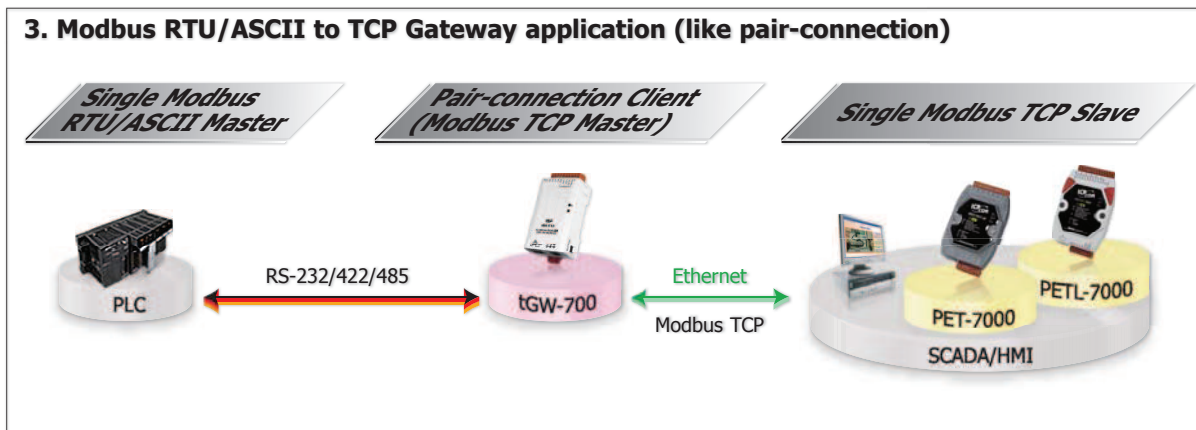 3. Modbus RTU/ASCII to TCP Gateway application (like pair-connection)
Single Modbus
RTU/ASCII Master
Pair-connection Client
(Modbus TCP Master)
Single Modbus TCP Slave
RS-232/422/485
Ethernet
Modbus TCP
PLC
tGW-700
PET-7000
PETL-7000
SCADA/HMI